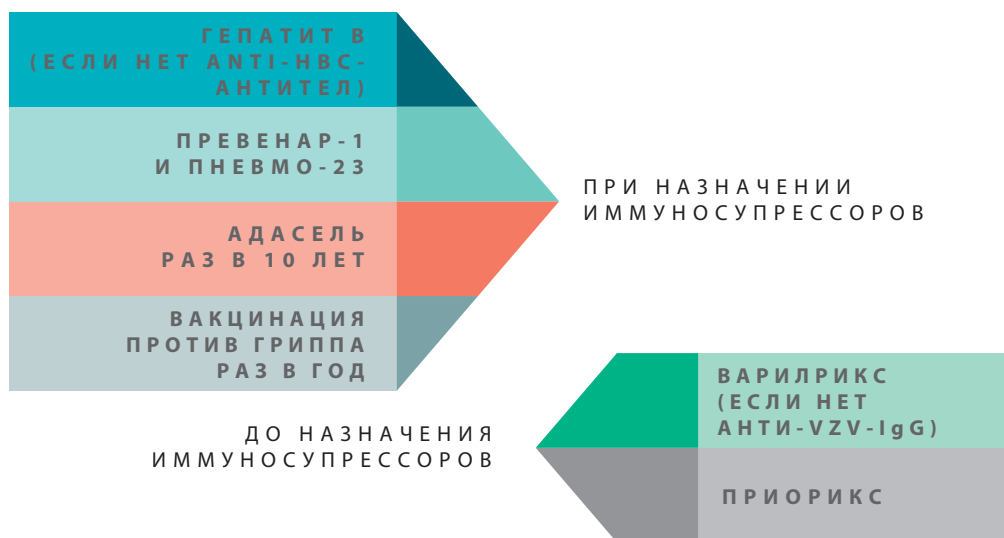 ГЕПАТИТ В
(ЕСЛИ НЕТ ANTI-HBC-
АНТИТЕЛ)
ПРЕВЕНАР-1
И ПНЕВМО-23
АДАСЕЛЬ
РАЗ В 10 ЛЕТ
ВАКЦИНАЦИЯ
ПРОТИВ ГРИППА
РАЗ В ГОД
ПРИ НАЗНАЧЕНИИ
ИММУНОСУПРЕССОРОВ
ДО НАЗНАЧЕНИЯ
ИММУНОСУПРЕССОРОВ
ВАРИЛРИКС
(ЕСЛИ НЕТ
АНТИ-VZV-IgG)
ПРИОРИКС